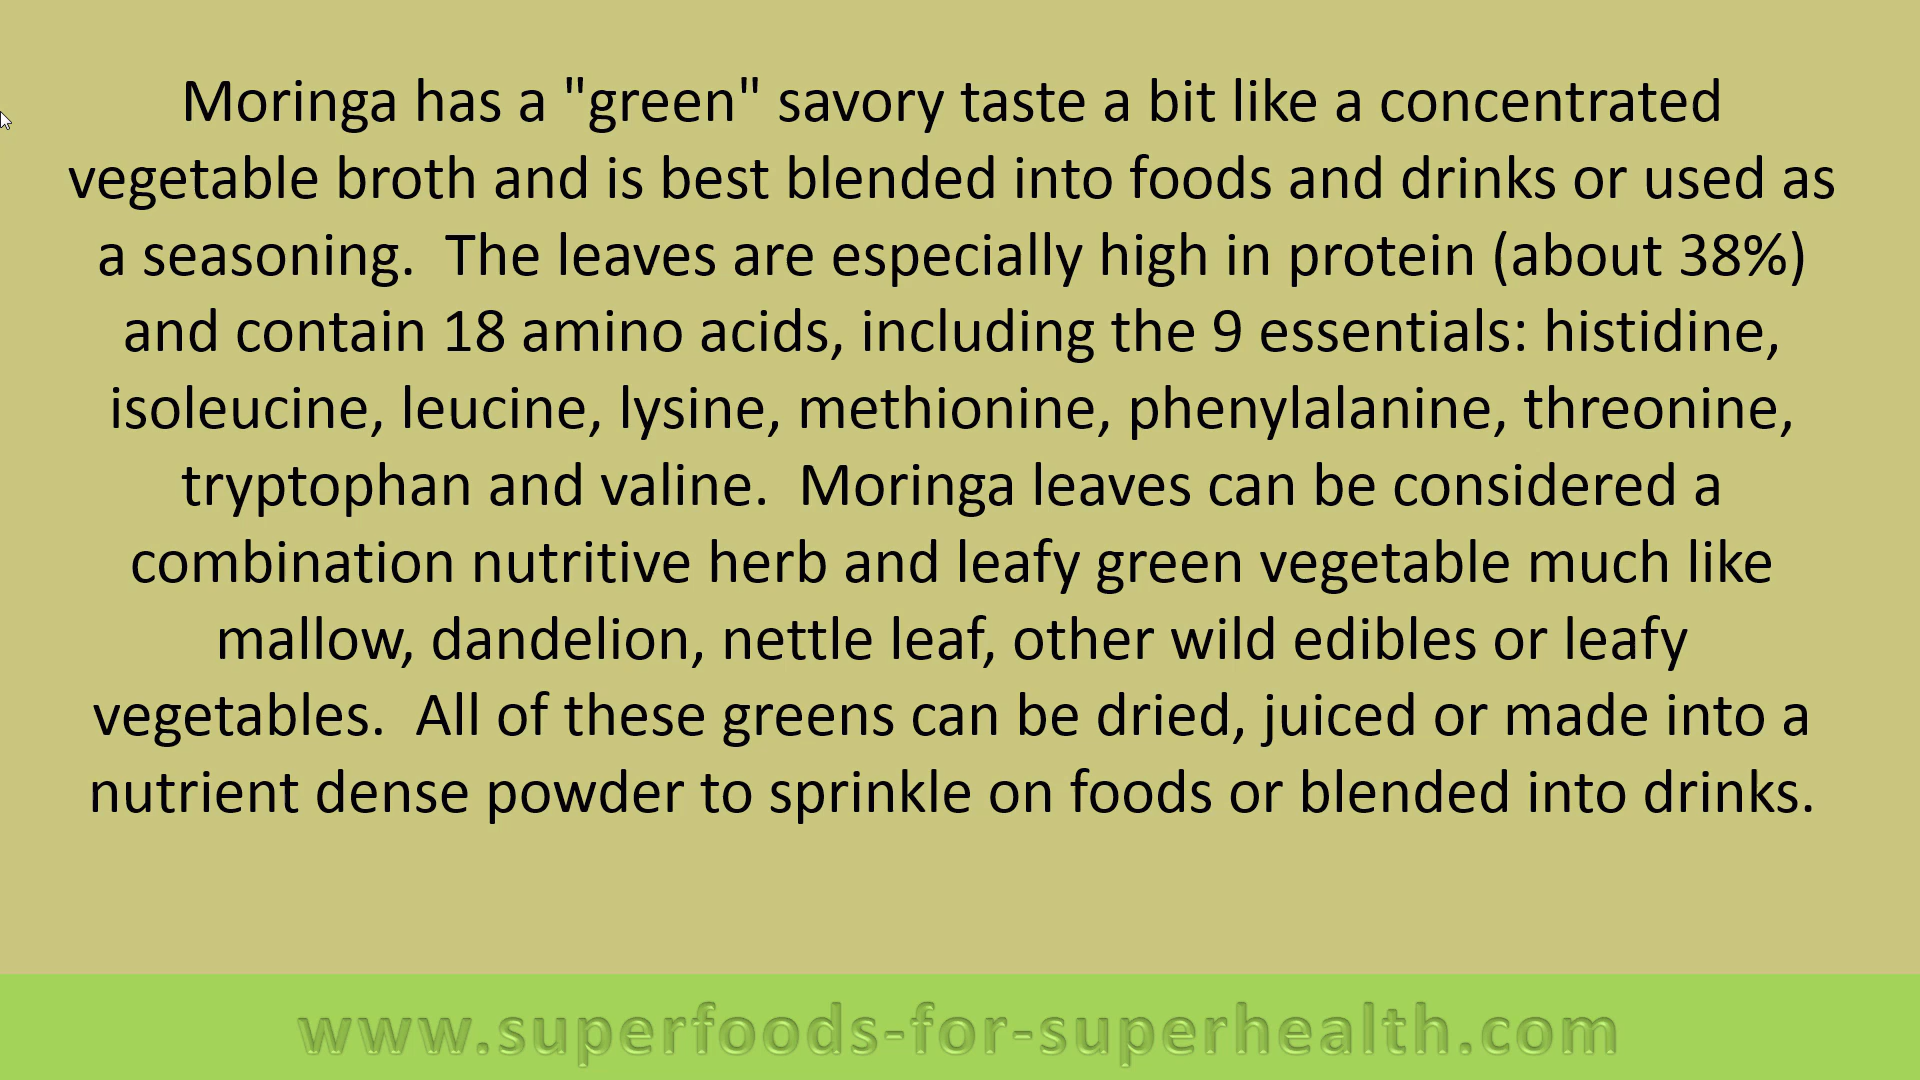 Moringa has a "green" savory taste a bit like a concentrated
vegetable broth and is best blended into foods and drinks or used as
a seasoning.  The leaves are especially high in protein (about 38%)
and contain 18 amino acids, including the 9 essentials: histidine,
isoleucine, leucine, lysine, methionine, phenylalanine, threonine,
tryptophan and valine.  Moringa leaves can be considered a
combination nutritive herb and leafy green vegetable much like
mallow, dandelion, nettle leaf, other wild edibles or leafy
vegetables.  All of these greens can be dried, juiced or made into a
nutrient dense powder to sprinkle on foods or blended into drinks.
www.superfoods-for-superhealth.com